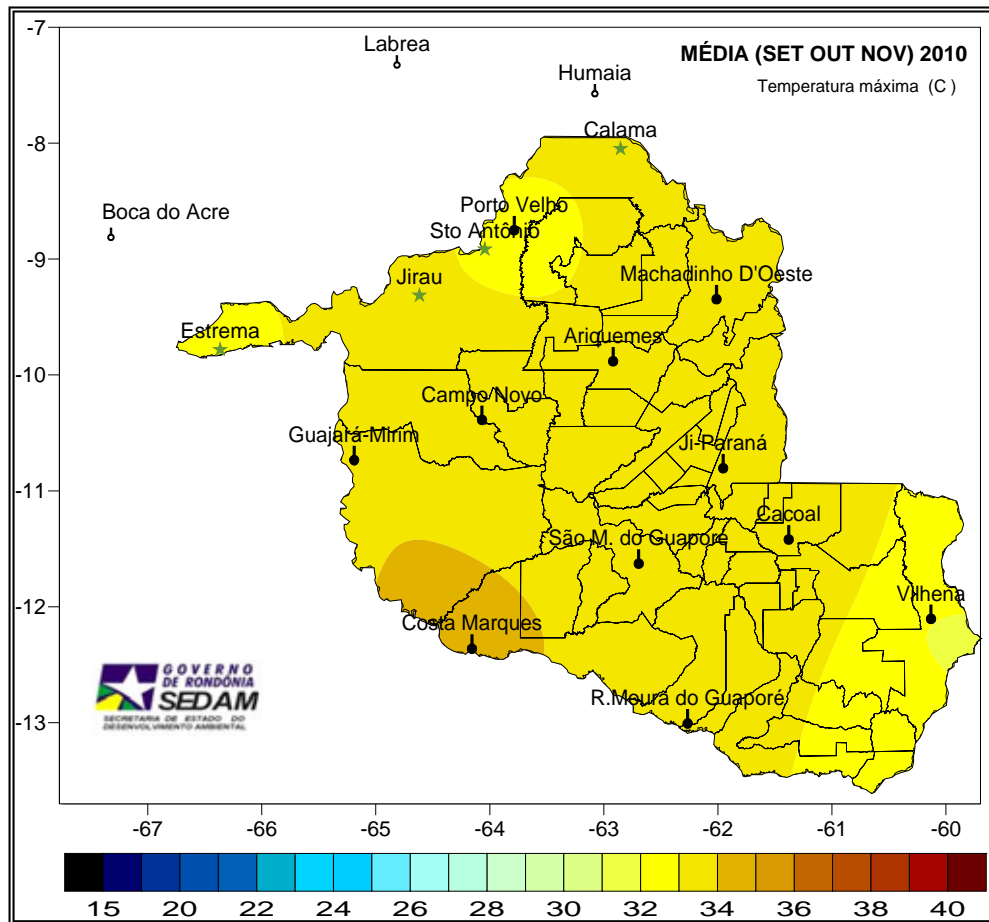 MÉDIA (SET OUT NOV) 2010
Temperatura máxima (C )
-7
-8
-9
-10
-11
-12
-13
Labrea
Humaia
Calama
Boca do Acre
Porto Velho
Sto Antônio
Jirau
Machadinho D'Oeste
Estrema
Ariquemes
Campo Novo
Guajará-Mirim
Ji-Paraná
Cacoal
São M. do Guaporé
Vilhena
Costa Marques
R.Moura do Guaporé
GOVERNO
DE RONDÔNIA
SEDAM
SECRETARIA DE ESTADO DO
DESENVOLVIMENTO AMBIENTAL
-67 -66 -65 -64 -63 -62 -61 -60
15 20 22 24 26 28 30 32 34 36 38 40